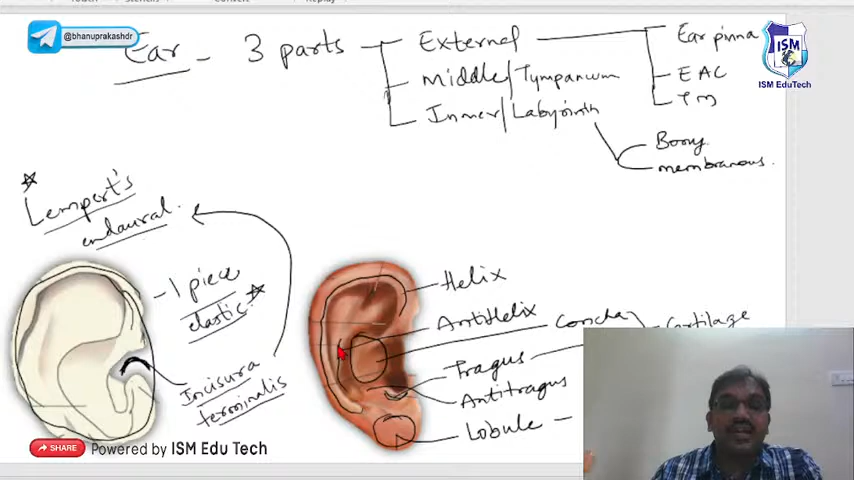 @bhanuprakashdr
Ear - 3 parts
External
Middle/Tympanum
Inner/Labyrinth
Ear pinna
EAC
TM
Bony
membranous.
ISM
ISM EduTech
Lempert's
endaural.
-1 piece
elastic
Incisura
terminalis
Helix
AntiHelix
Concha
Cartilage
Tragus
Antitragus
Lobule -
SHARE
Powered by ISM Edu Tech